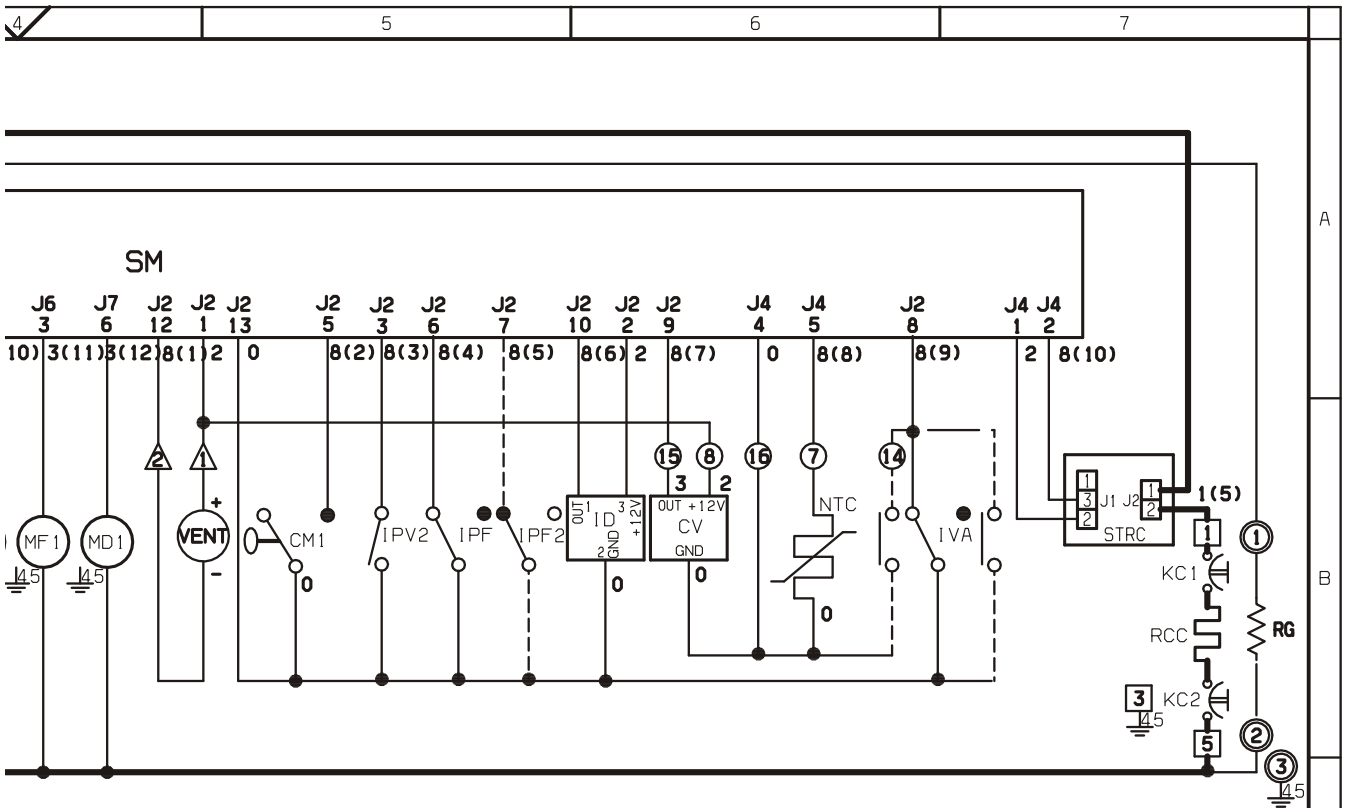 4 5 6 7
A
SM
J6 J7 J2 J2 J2 J2 J2 J2 J2 J2 J2 J2 J4 J4 J2 J4 J4
3 6 12 1 13 5 3 6 7 10 2 9 4 5 8 1 2
10) 3(11) 3(12) 8(1) 2 0 8(2) 8(3) 8(4) 8(5) 8(6) 2 8(7) 0 8(8) 8(9) 2 8(10)
2 1 15 8 16 7 14
3 2
1 1 1(5)
+ OUT 1 3 +12V OUT +12V NTC 3 J1 J2
ID CV 2 2
VENT STRC 1 1
MF1 MD1 CM1 IPV2 IPF IPF2 IVA
2 GND GND
45 45 - 0 0 0 KC1 B
0
RCC RG
3 KC2
45
5 2
3
45